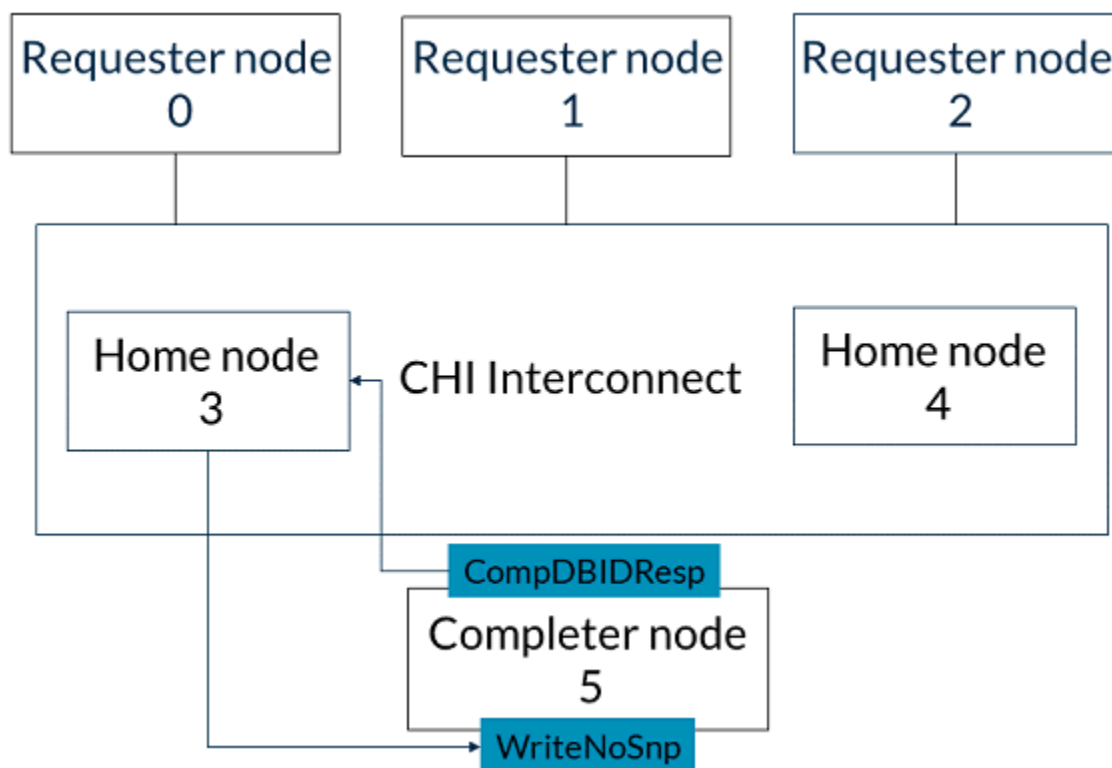 Requester node
0
Requester node
1
Requester node
2
Home node
3
CHI Interconnect
Home node
4
CompDBIDResp
Completer node
5
WriteNoSnp